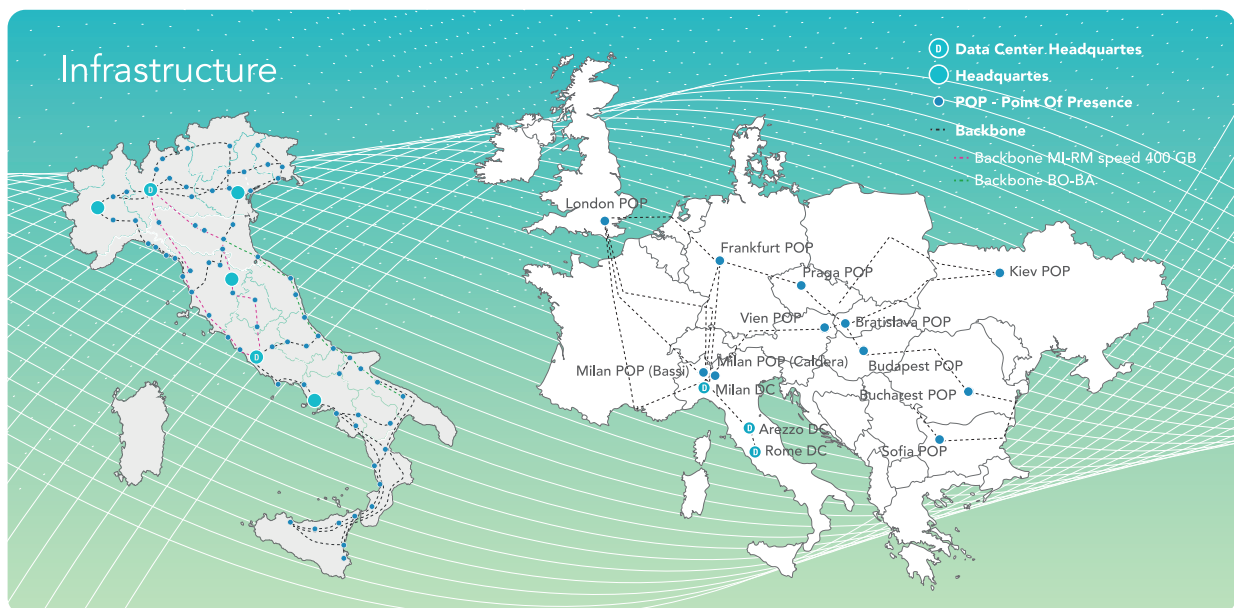 Infrastructure
D Data Center Headquartes
Headquartes
POP - Point Of Presence
Backbone
Backbone MI-RM speed 400 GB
Backbone BO-BA
D
D
London POP
Frankfurt POP
Praga POP
Kiev POP
Vien POP
Bratislava POP
Milan POP (Bassi)
Milan POP (Caldera)
Budapest POP
D Milan DC
Bucharest POP
D Arezzo DC
D Rome DC
Sofia POP